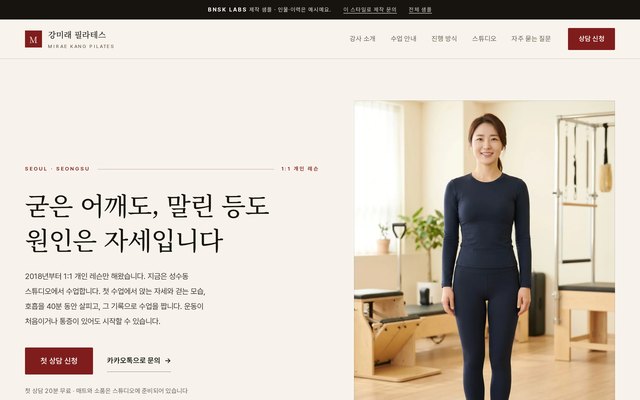 BNSK LABS 제작 샘플 · 인물·이력은 예시예요. 이 스타일로 제작 문의 전체 샘플
M 강미래 필라테스
MIRAE KANG PILATES
강사 소개 수업 안내 진행 방식 스튜디오 자주 묻는 질문 상담 신청
SEOUL · SEONGSU 1:1 개인 레슨
굳은 어깨도, 말린 등도
원인은 자세입니다
2018년부터 1:1 개인 레슨만 해왔습니다. 지금은 성수동
스튜디오에서 수업합니다. 첫 수업에서 앉는 자세와 걷는 모습,
호흡을 40분 동안 살피고, 그 기록으로 수업을 짭니다. 운동이
처음이거나 통증이 있어도 시작할 수 있습니다.
첫 상담 신청 카카오톡으로 문의 →
첫 상담 20분 무료 · 매트와 소품은 스튜디오에 준비되어 있습니다